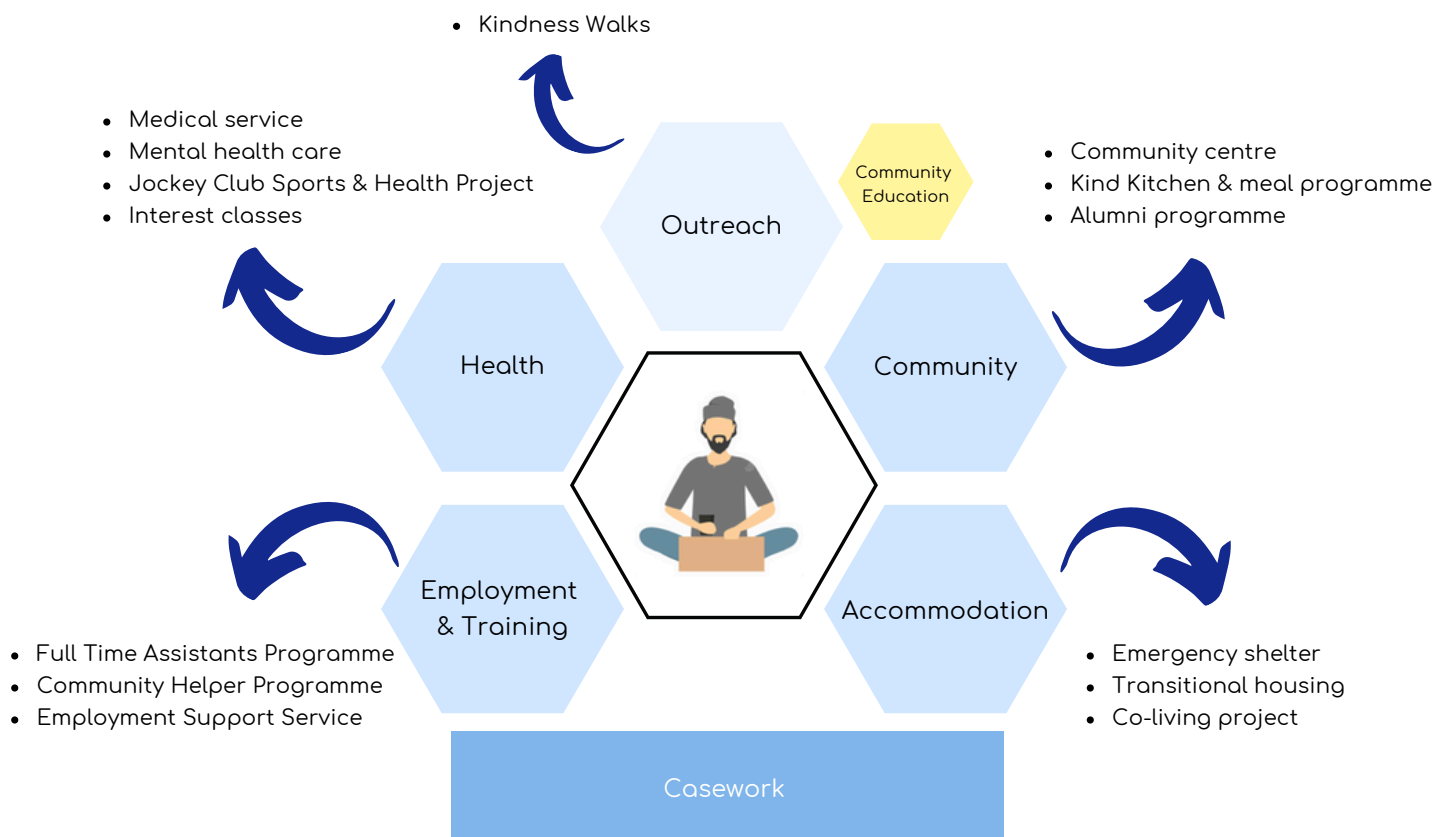 • Kindness Walks
• Medical service
• Mental health care
• Jockey Club Sports & Health Project
• Interest classes
Outreach
Community
Education
• Community centre
• Kind Kitchen & meal programme
• Alumni programme
Health
Community
Employment
& Training
Accommodation
• Full Time Assistants Programme
• Community Helper Programme
• Employment Support Service
• Emergency shelter
• Transitional housing
• Co-living project
Casework